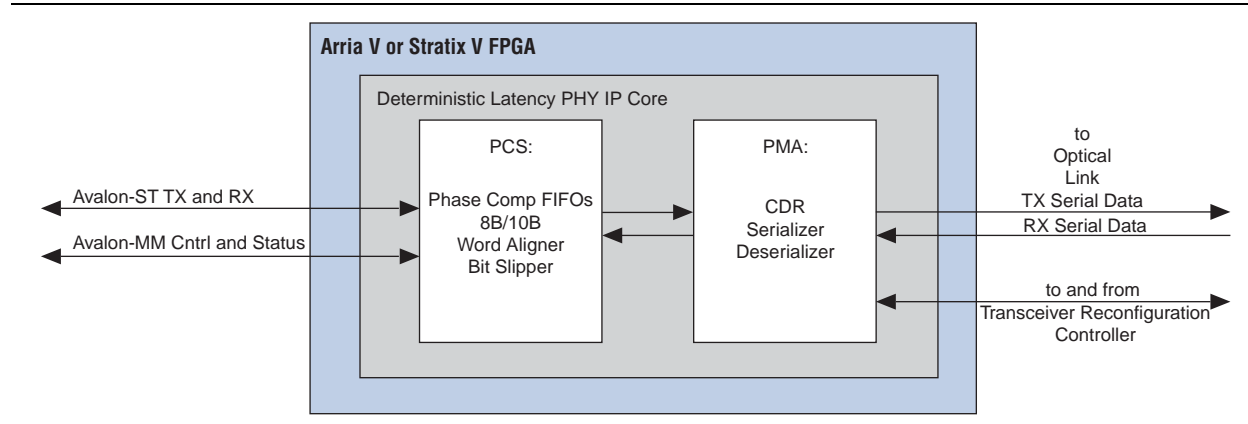 Arria V or Stratix V FPGA
Deterministic Latency PHY IP Core
PCS:
Phase Comp FIFOs
8B/10B
Word Aligner
Bit Slipper
PMA:
CDR
Serializer
Deserializer
Avalon-ST TX and RX
Avalon-MM Cntrl and Status
to
Optical
Link
TX Serial Data
RX Serial Data
to and from
Transceiver Reconfiguration
Controller